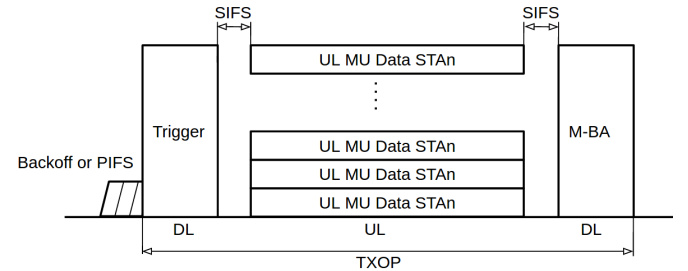 SIFS
SIFS
UL MU Data STAn
Trigger
M-BA
UL MU Data STAn
Backoff or PIFS
UL MU Data STAn
UL MU Data STAn
DL
UL
DL
TXOP